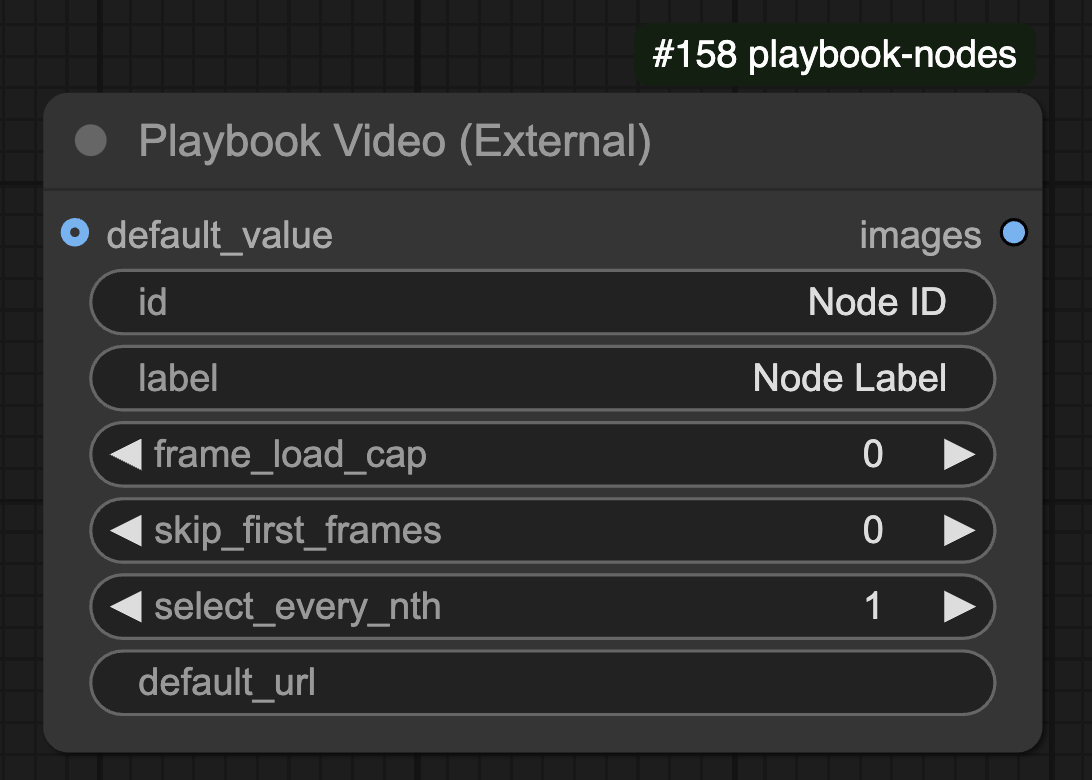 #158 playbook-nodes
Playbook Video (External)
default_value images
id Node ID
label Node Label
frame_load_cap 0
skip_first_frames 0
select_every_nth 1
default_url